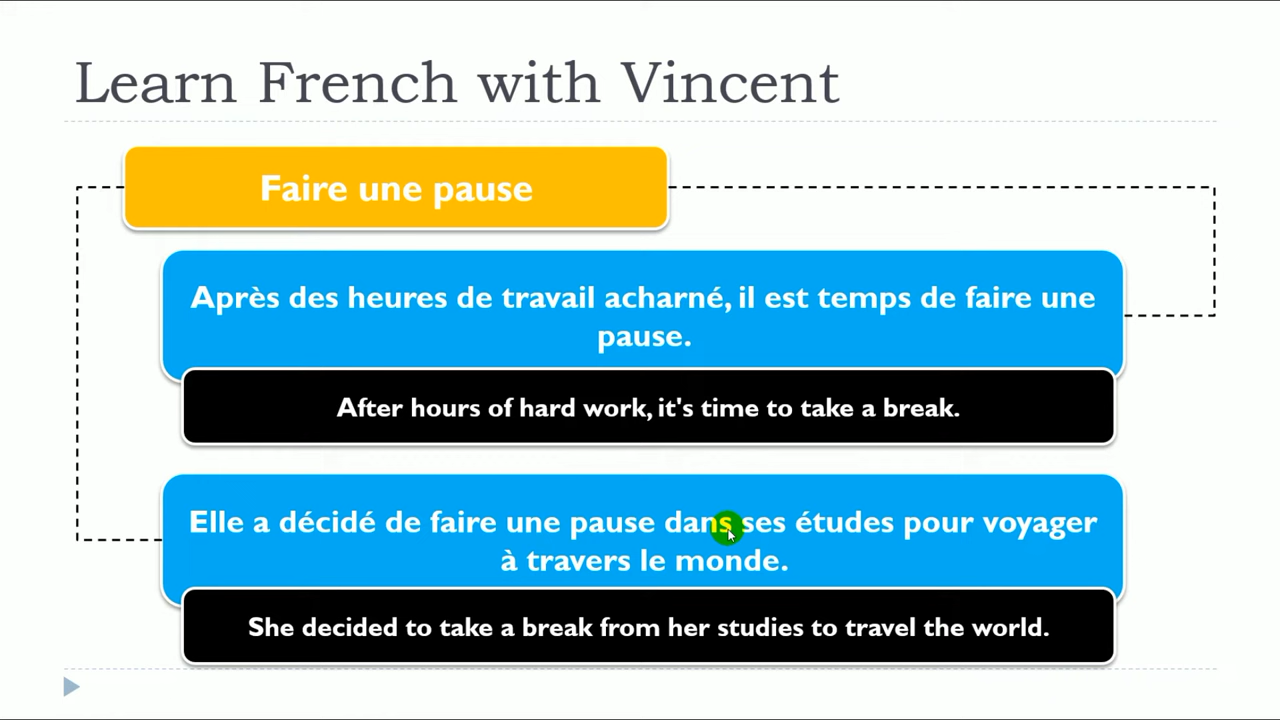 Learn French with Vincent
Faire une pause
Après des heures de travail acharné, il est temps de faire une
pause.
After hours of hard work, it's time to take a break.
Elle a décidé de faire une pause dans ses études pour voyager
à travers le monde.
She decided to take a break from her studies to travel the world.